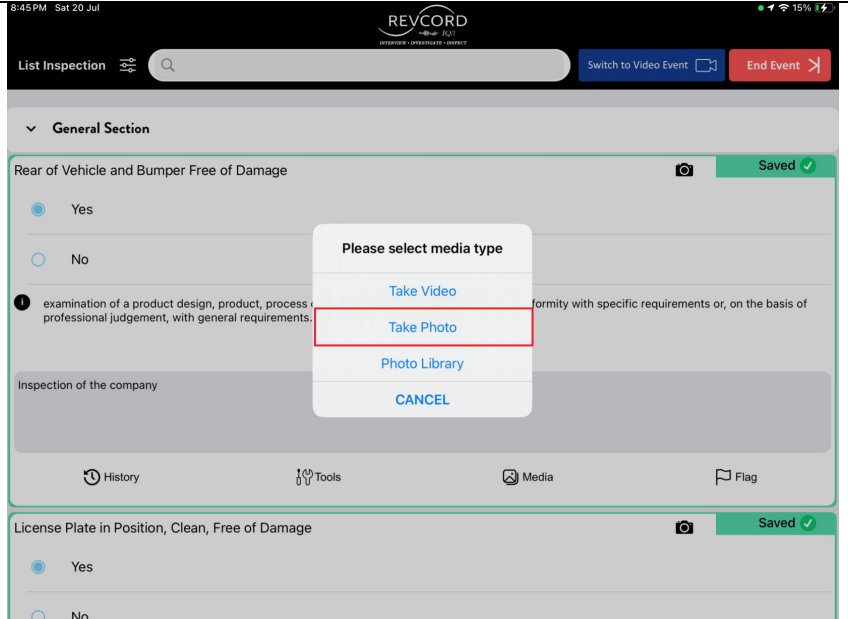 8:45 PM Sat 20 Jul
15%
REVCORD
IQ3
INTERVIEW • INVESTIGATE • INSPECT
List Inspection
Switch to Video Event
End Event
General Section
Rear of Vehicle and Bumper Free of Damage
Saved
Yes
No
Please select media type
Take Video
Take Photo
Photo Library
CANCEL
examination of a product design, product, process
formity with specific requirements or, on the basis of
professional judgement, with general requirements.
Inspection of the company
History
Tools
Media
Flag
License Plate in Position, Clean, Free of Damage
Saved
Yes
No